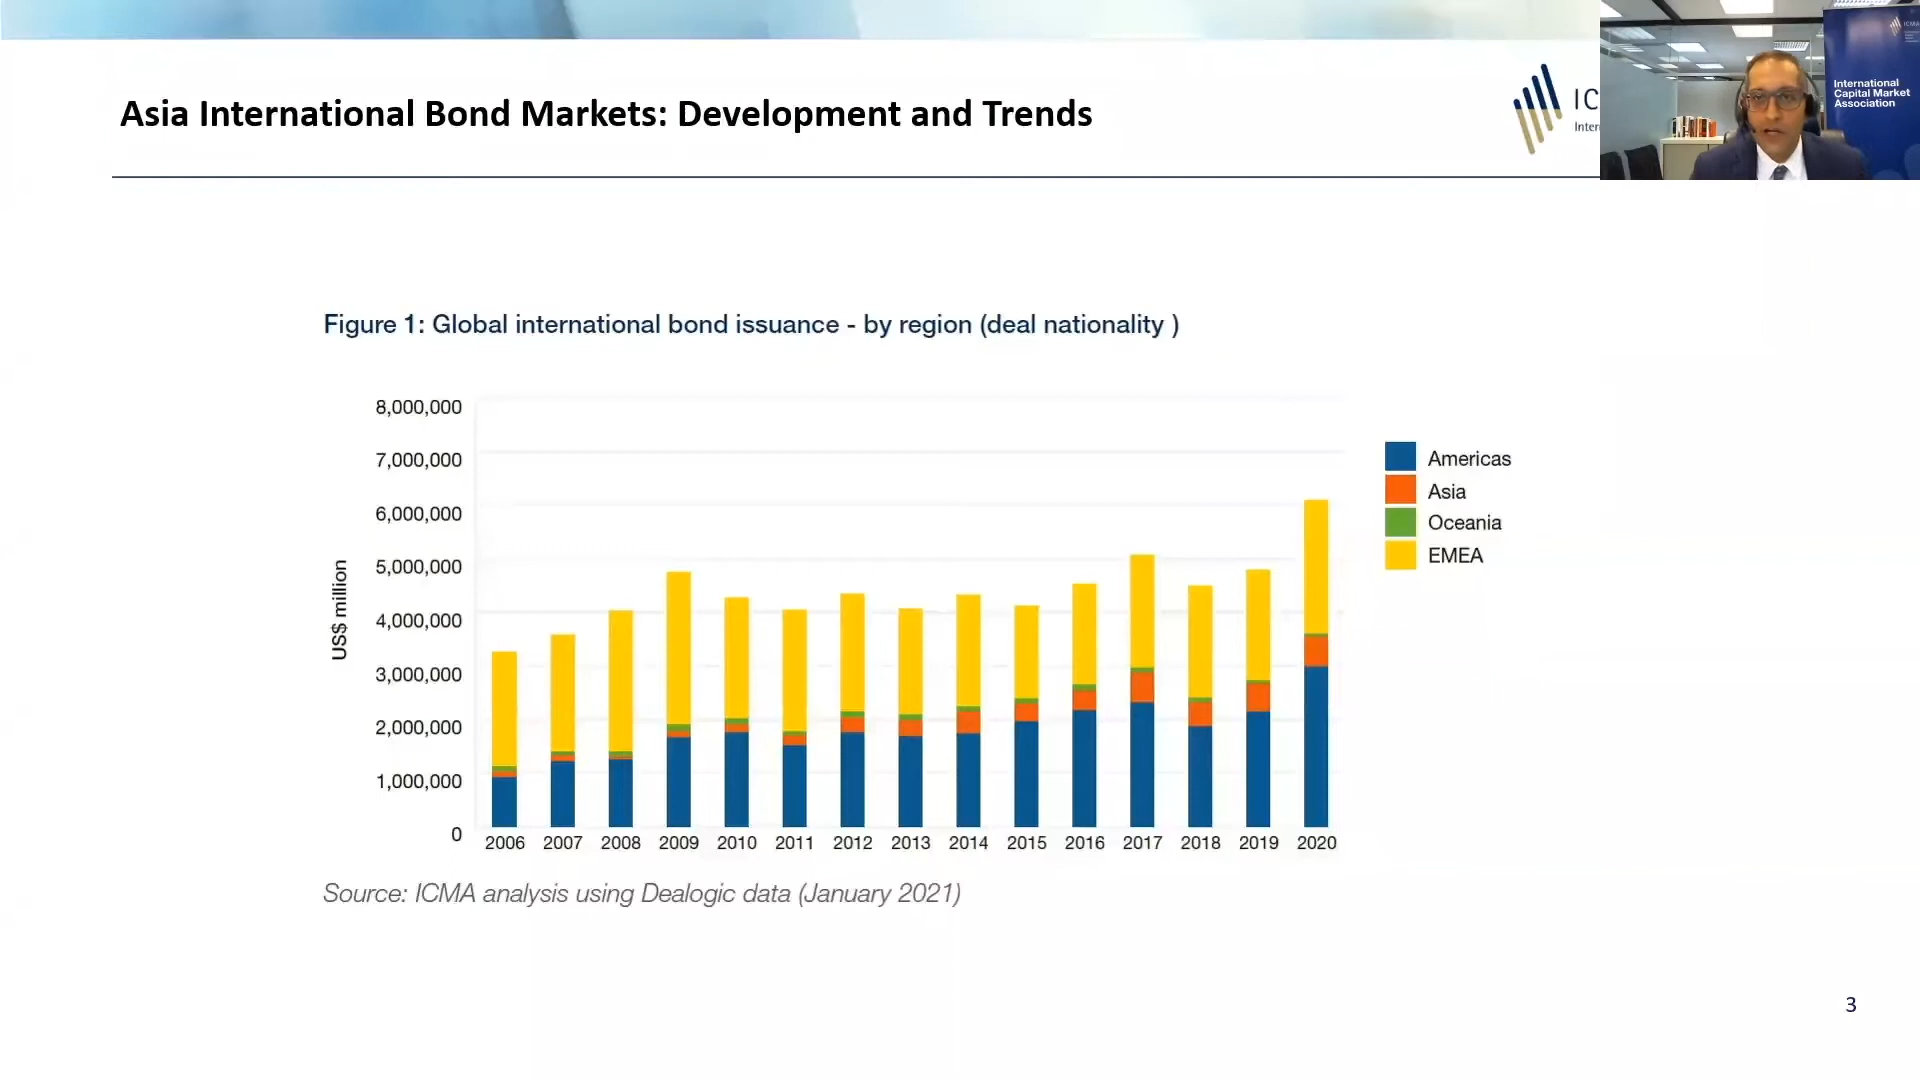 Asia International Bond Markets: Development and Trends
IC
Inter
International
Capital Market
Association
Figure 1: Global international bond issuance - by region (deal nationality )
US$ million
8,000,000
7,000,000
6,000,000
5,000,000
4,000,000
3,000,000
2,000,000
1,000,000
0
2006 2007 2008 2009 2010 2011 2012 2013 2014 2015 2016 2017 2018 2019 2020
Americas
Asia
Oceania
EMEA
Source: ICMA analysis using Dealogic data (January 2021)
3